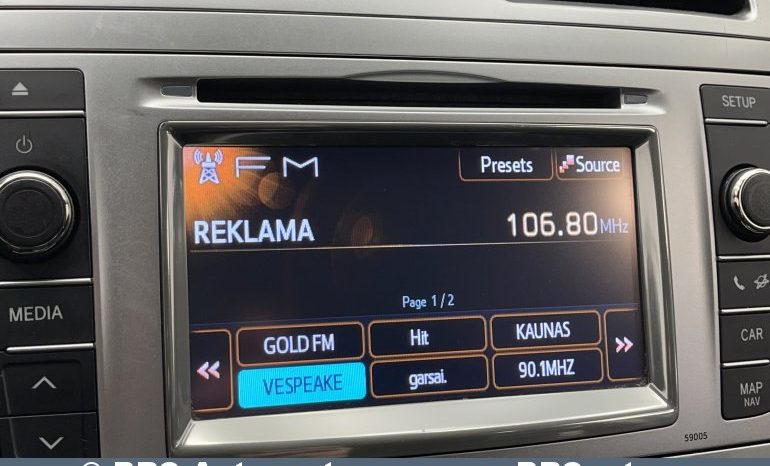 SETUP
FM Presets Source
REKLAMA 106.80MHz
MEDIA
Page 1/2
GOLD FM Hit KAUNAS
VESPEAKE garsai. 90.1MHZ
CAR
MAP
NAV
59005